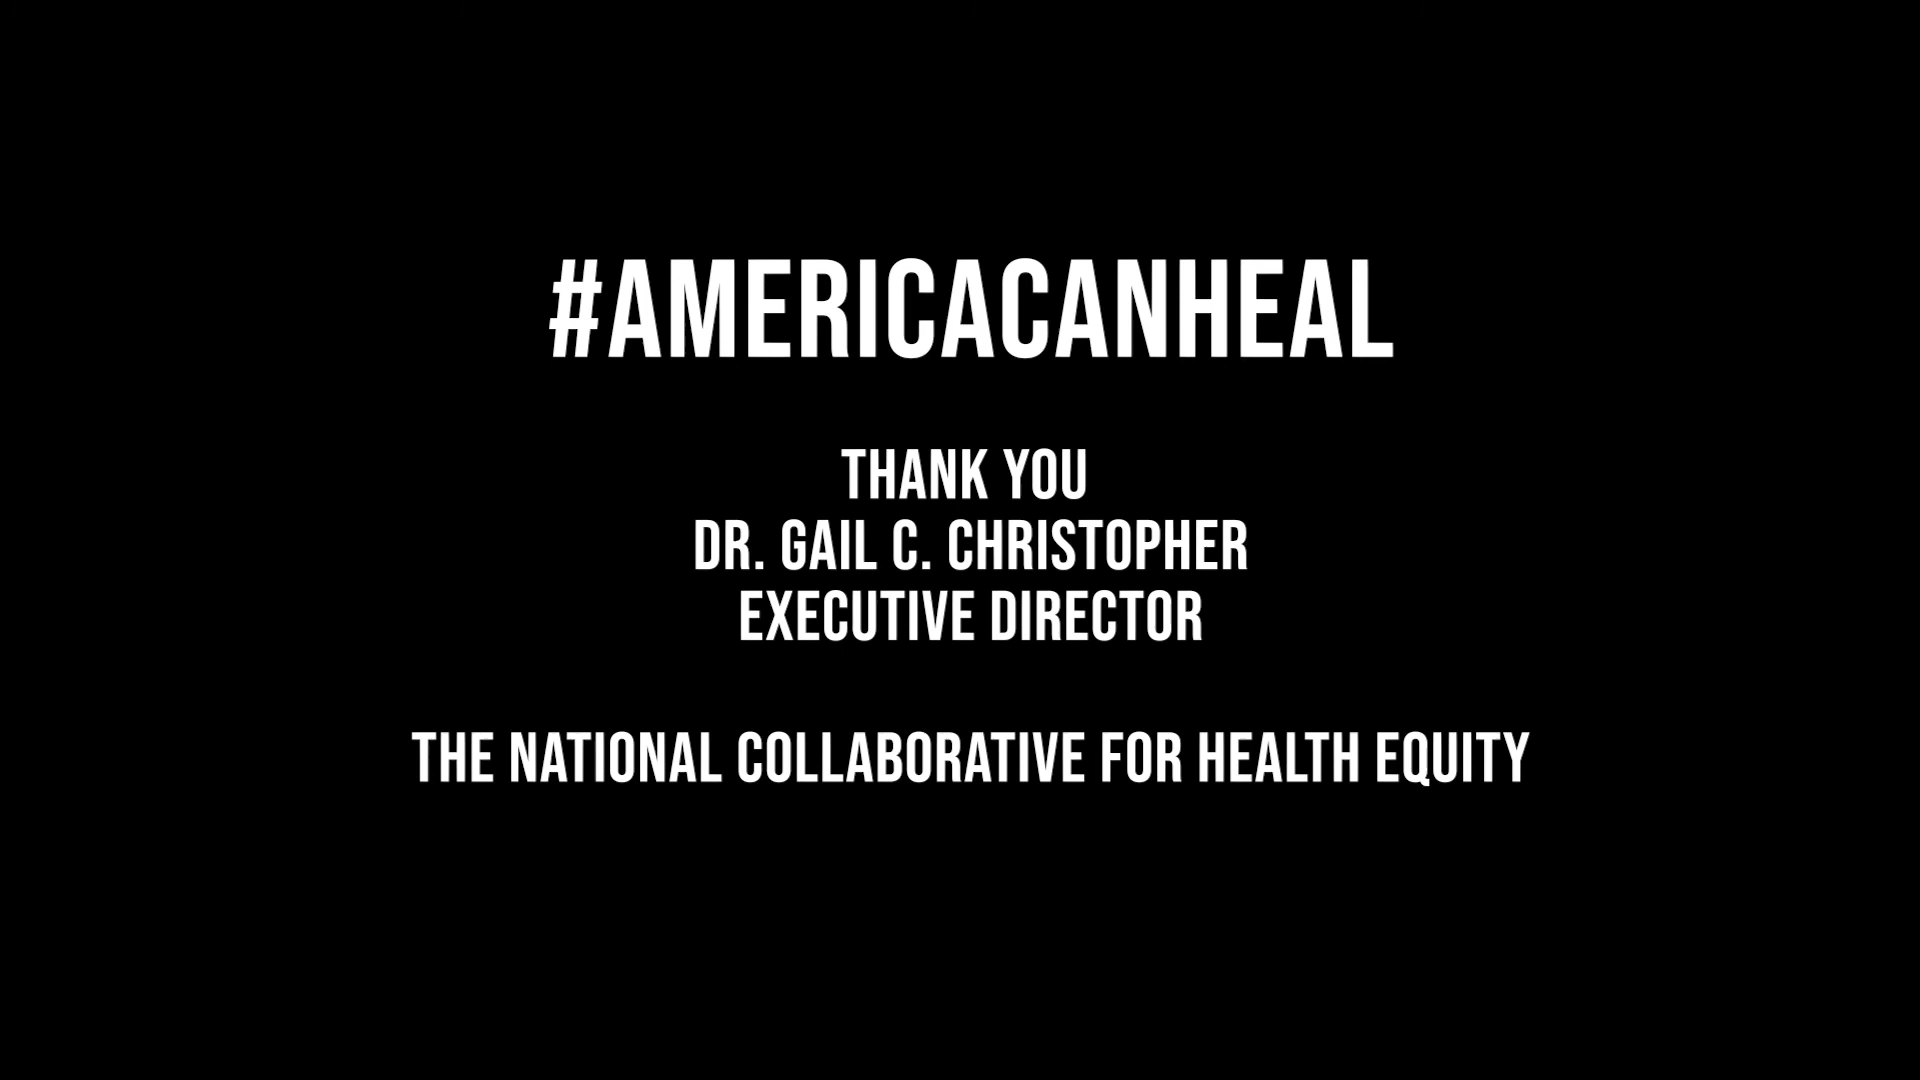 #AMERICACANHEAL
THANK YOU
DR. GAIL C. CHRISTOPHER
EXECUTIVE DIRECTOR
THE NATIONAL COLLABORATIVE FOR HEALTH EQUITY